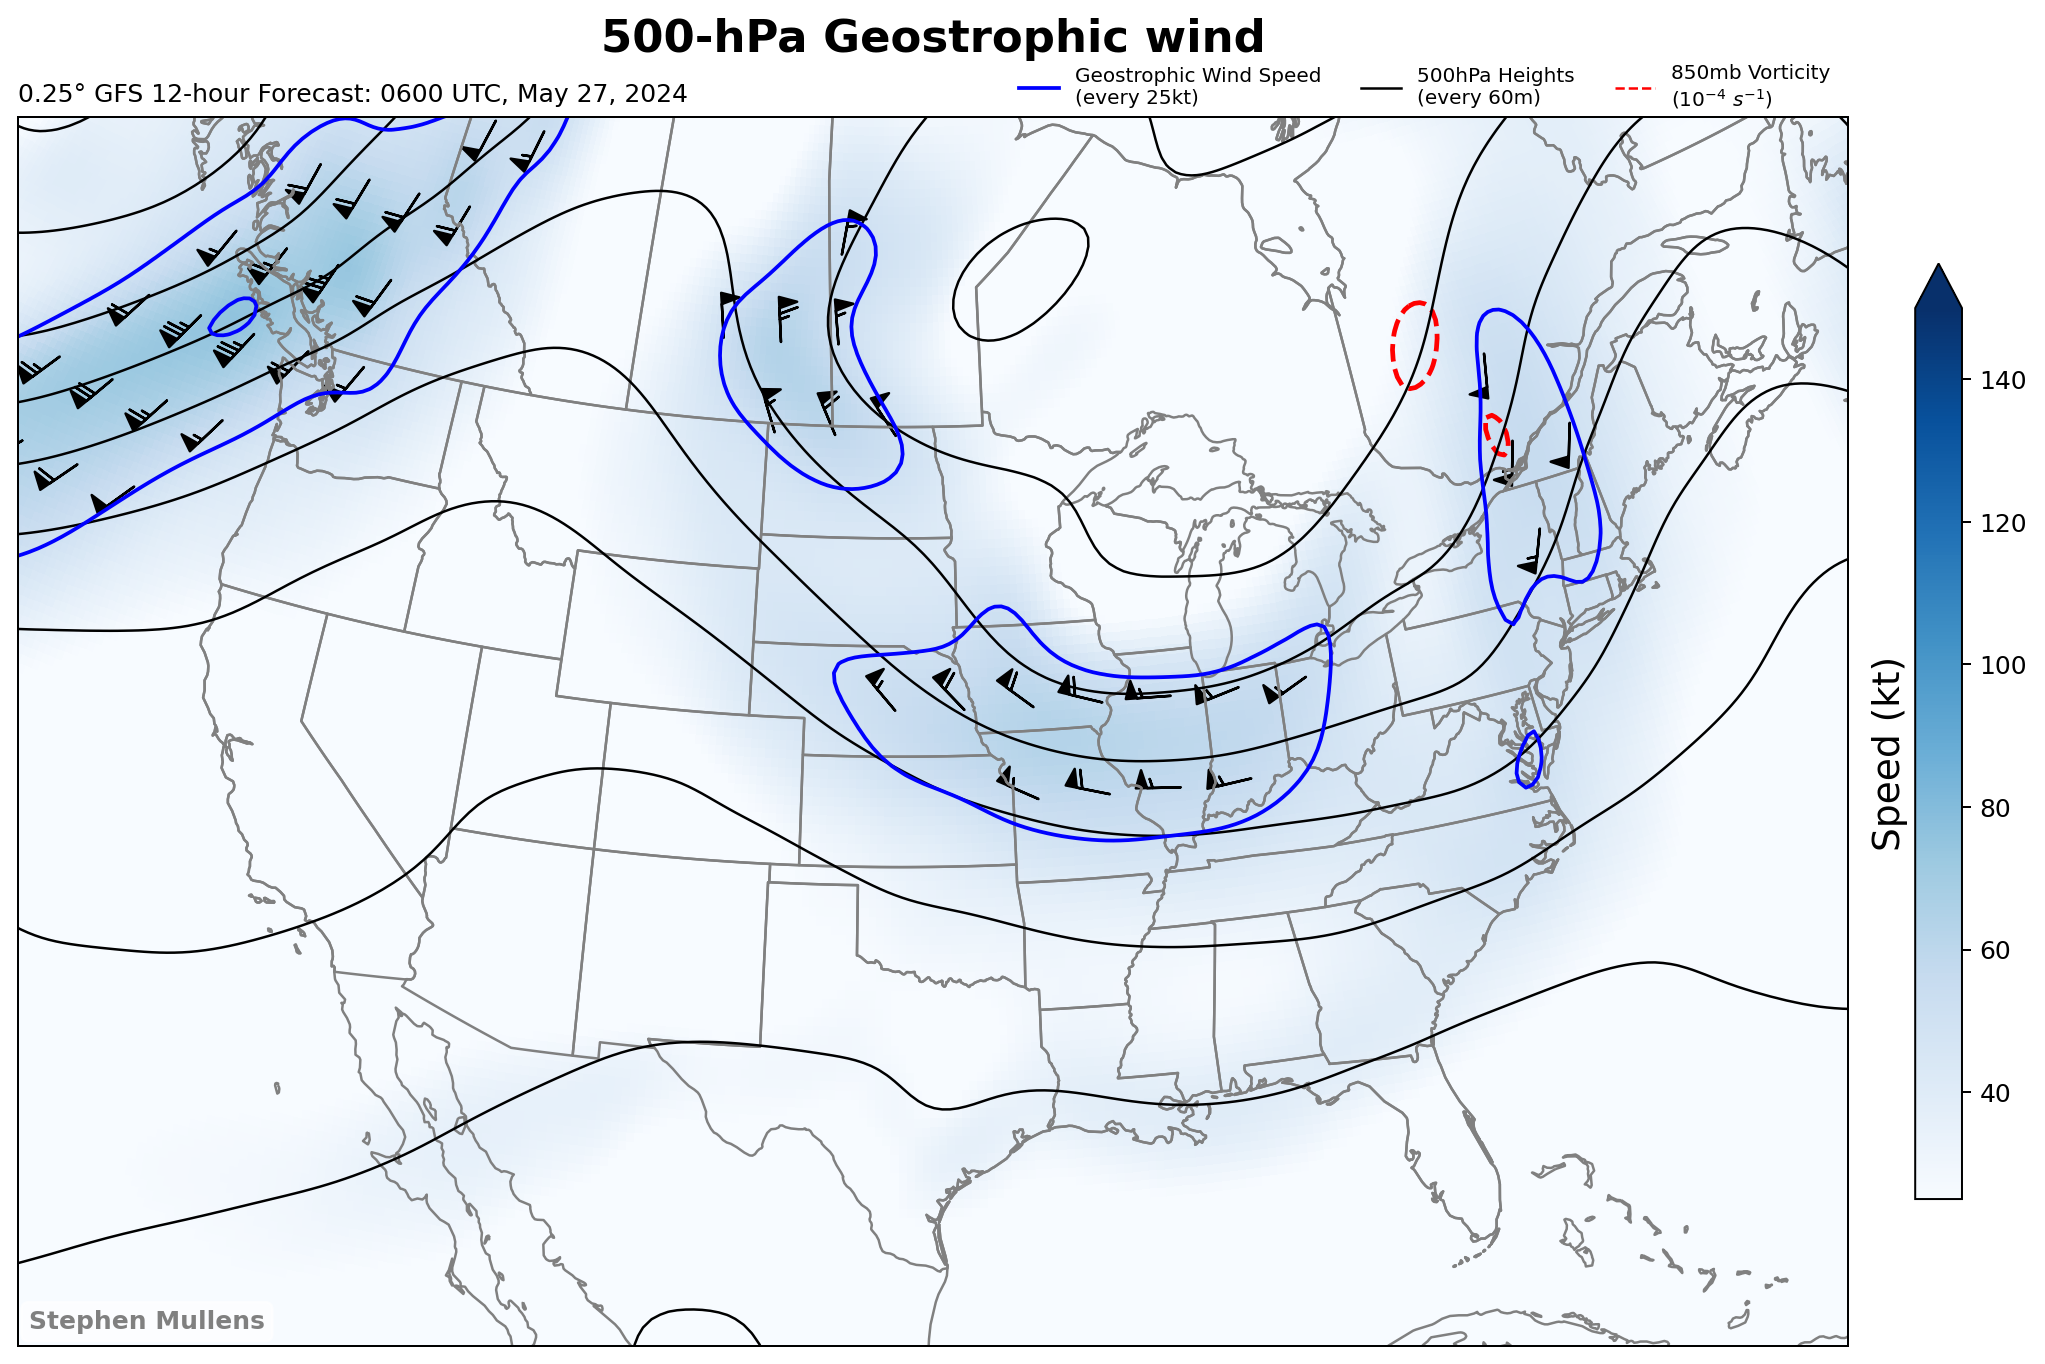 500-hPa Geostrophic wind
0.25° GFS 12-hour Forecast: 0600 UTC, May 27, 2024
Geostrophic Wind Speed
(every 25kt)
500hPa Heights
(every 60m)
850mb Vorticity
(10⁻⁴ s⁻¹)
140
120
100
80
60
40
Speed (kt)
Stephen Mullens